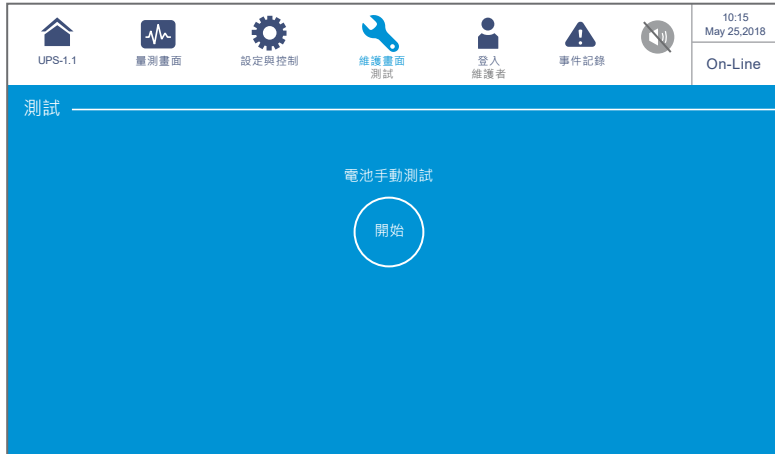 UPS-1.1
量測畫面
設定與控制
維護畫面
測試
登入
維護者
事件記錄
10:15
May 25,2018
On-Line
測試
電池手動測試
開始